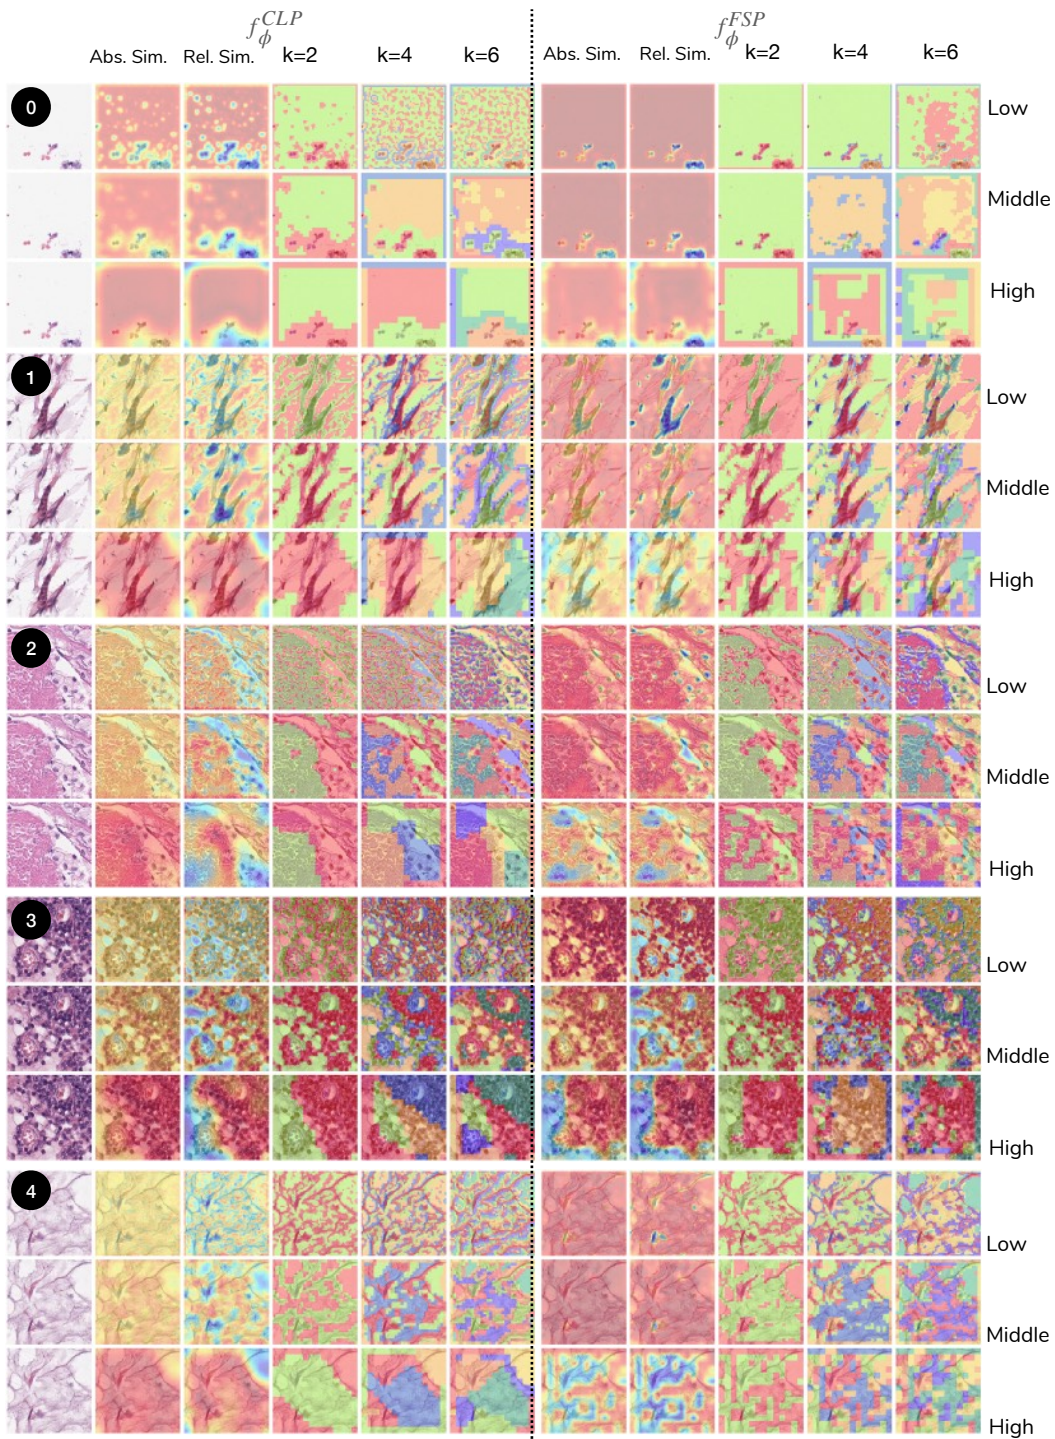 f_ϕ^{CLP} f_ϕ^{FSP}
Abs. Sim. Rel. Sim. k=2 k=4 k=6 Abs. Sim. Rel. Sim. k=2 k=4 k=6
0 Low
Middle
High
1 Low
Middle
High
2 Low
Middle
High
3 Low
Middle
High
4 Low
Middle
High